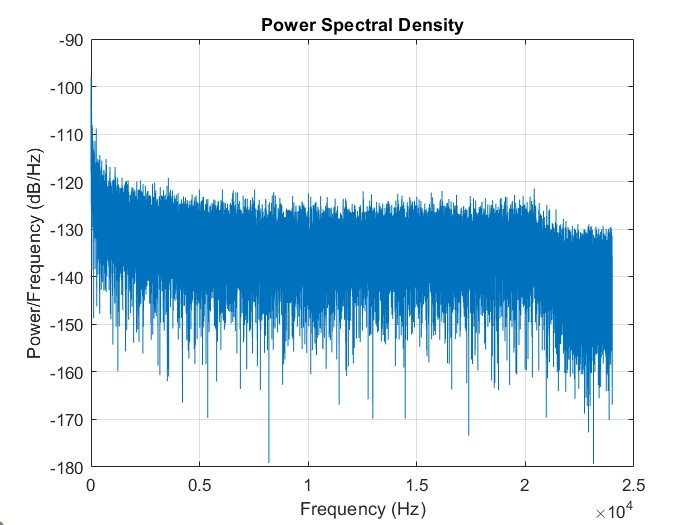 Power Spectral Density
-90
-100
-110
-120
-130
-140
-150
-160
-170
-180
Power/Frequency (dB/Hz)
0 0.5 1 1.5 2 2.5
Frequency (Hz)
×10⁴